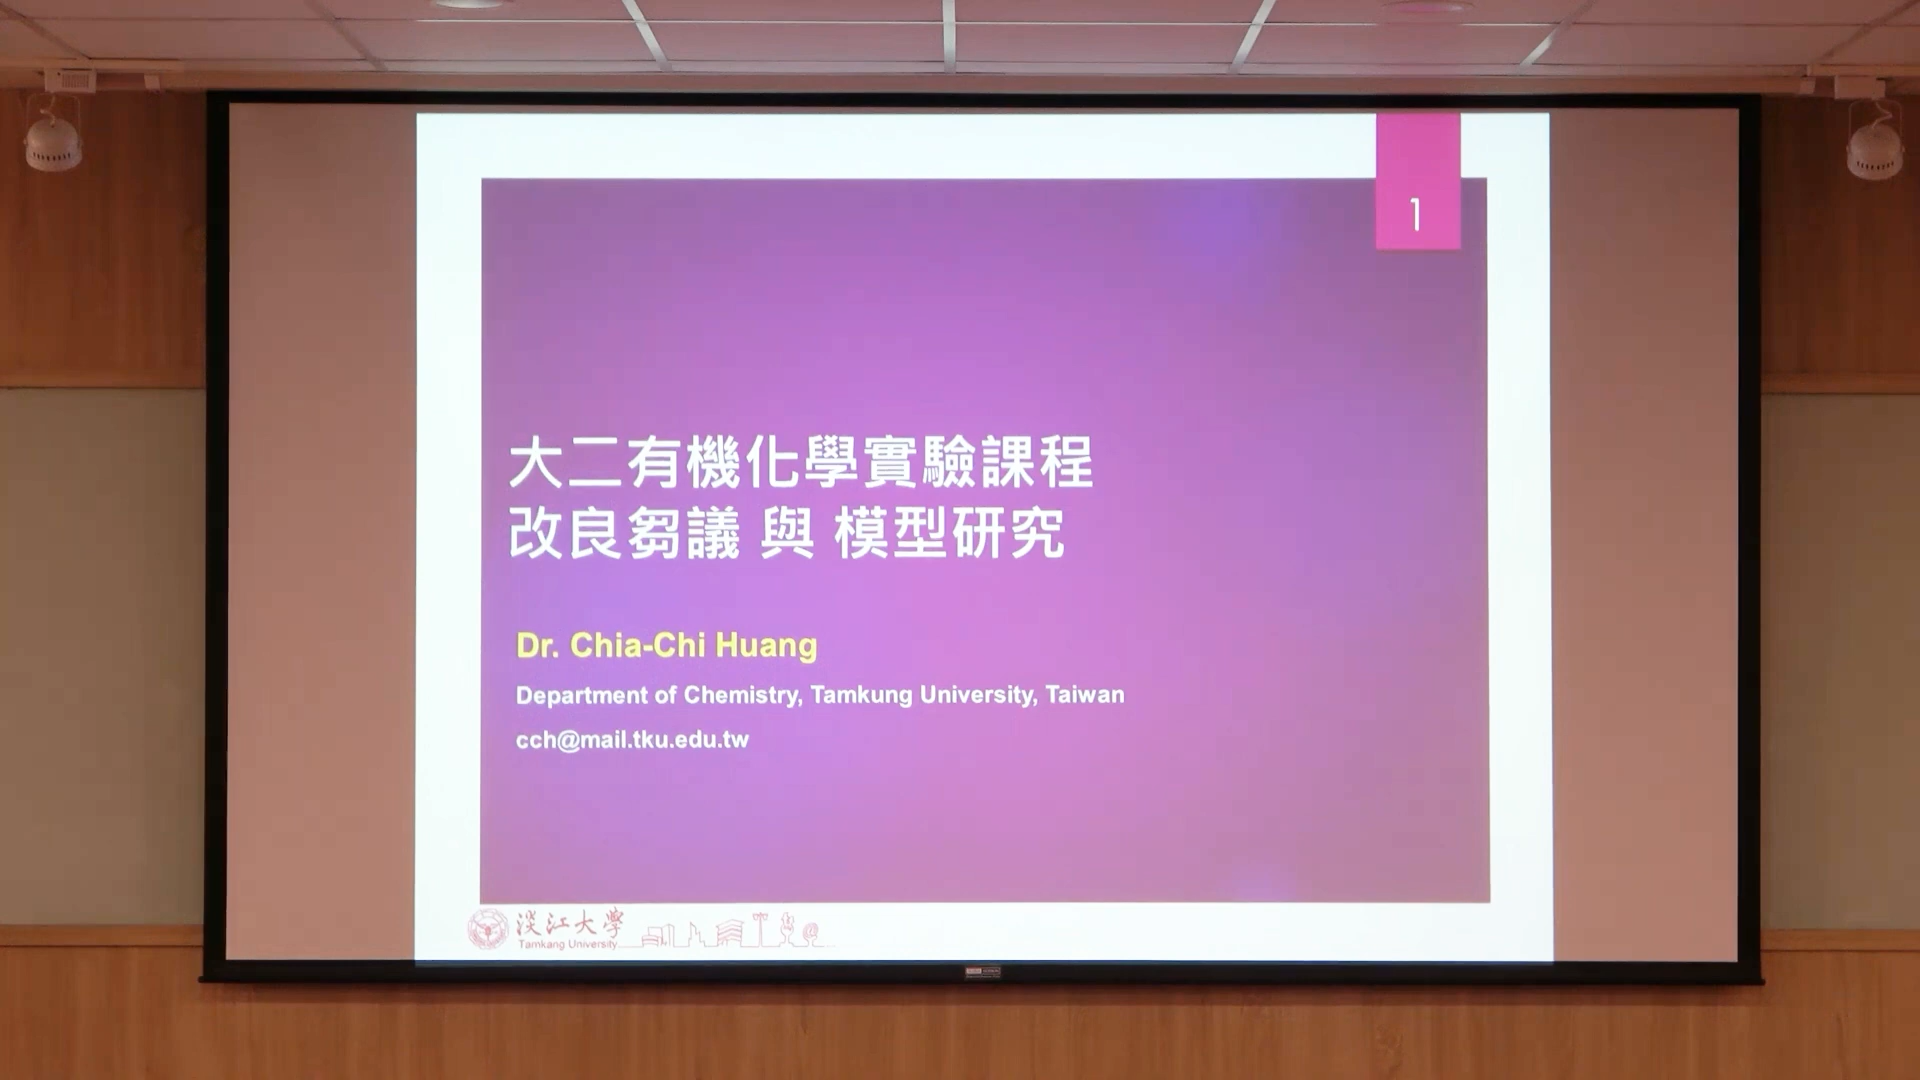 1
大二有機化學實驗課程
改良芻議 與 模型研究
Dr. Chia-Chi Huang
Department of Chemistry, Tamkung University, Taiwan
cch@mail.tku.edu.tw
淡江大學
Tamkang University